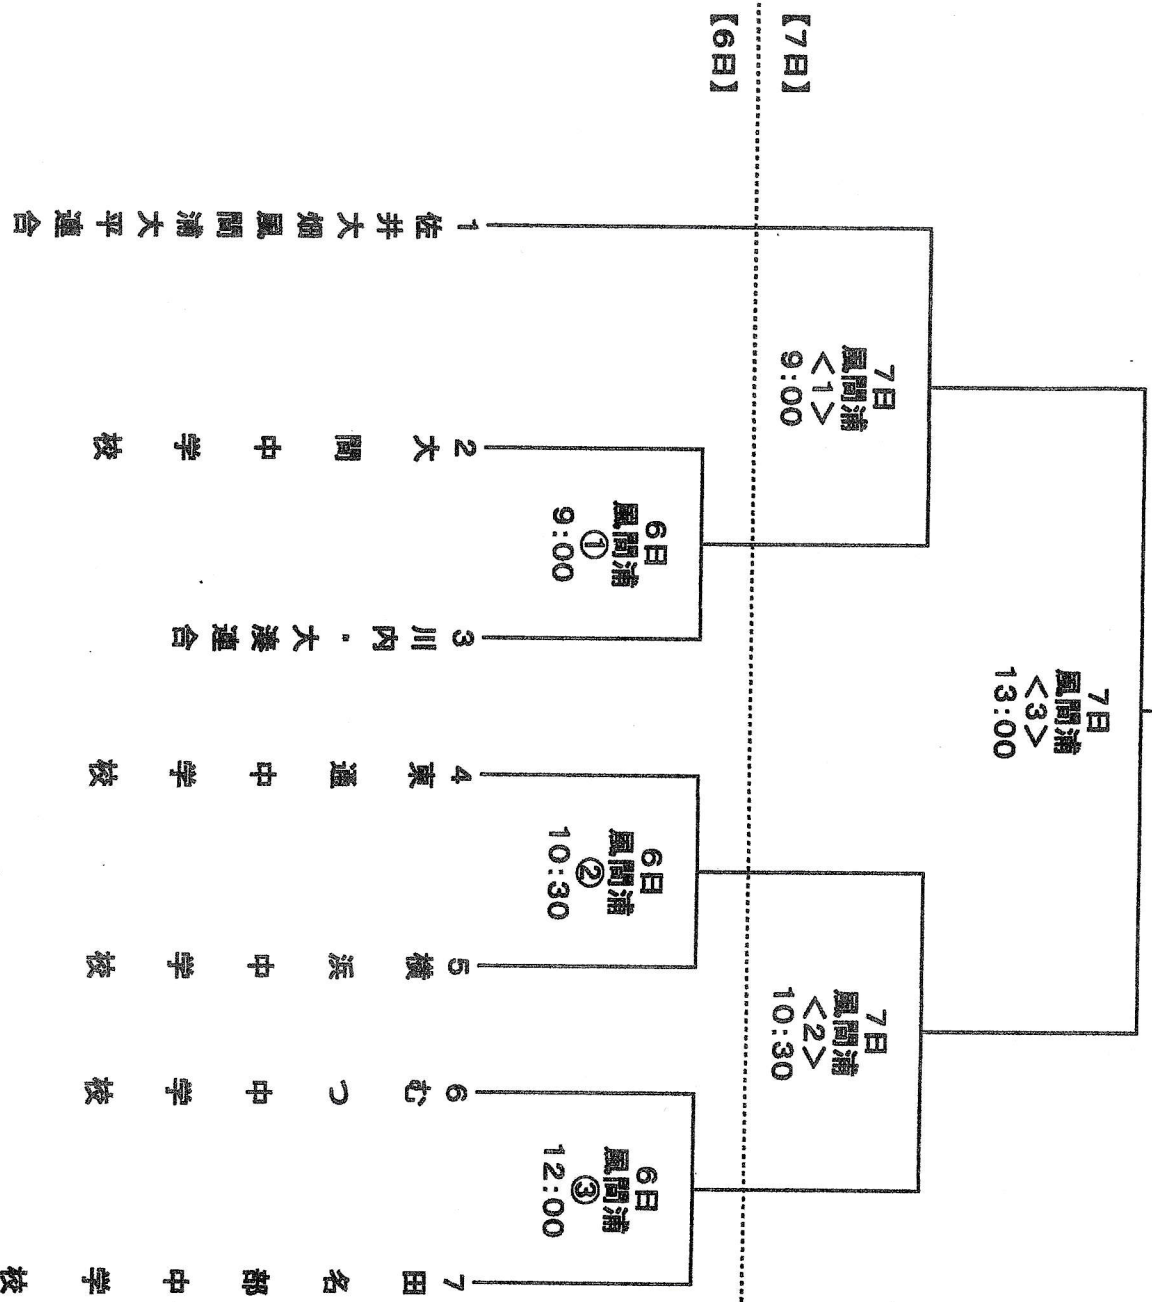 【7日】
【6日】
7日
風間浦
<3>
13:00
7日
風間浦
<1>
9:00
7日
風間浦
<2>
10:30
6日
風間浦
①
9:00
6日
風間浦
②
10:30
6日
風間浦
③
12:00
1 佐井大畑風間浦大平連合
2 大間中学校
3 川内・大湊連合
4 東通中学校
5 横浜中学校
6 むつ中学校
7 田名部中学校